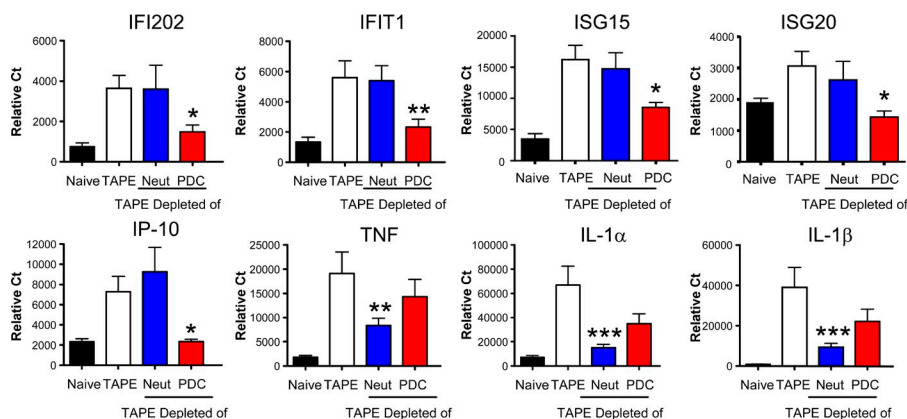 IFI202 IFIT1 ISG15 ISG20
Relative Ct 6000 4000 2000 0 *
Naive TAPE Neut PDC
TAPE Depleted of
Relative Ct 8000 6000 4000 2000 0 **
Naive TAPE Neut PDC
TAPE Depleted of
Relative Ct 20000 15000 10000 5000 0 *
Naive TAPE Neut PDC
TAPE Depleted of
Relative Ct 4000 3000 2000 1000 0 *
Naive TAPE Neut PDC
TAPE Depleted of
IP-10 TNF IL-1α IL-1β
Relative Ct 12000 10000 8000 6000 4000 2000 0 *
Naive TAPE Neut PDC
TAPE Depleted of
Relative Ct 25000 20000 15000 10000 5000 0 **
Naive TAPE Neut PDC
TAPE Depleted of
Relative Ct 100000 80000 60000 40000 20000 0 ***
Naive TAPE Neut PDC
TAPE Depleted of
Relative Ct 60000 40000 20000 0 ***
Naive TAPE Neut PDC
TAPE Depleted of